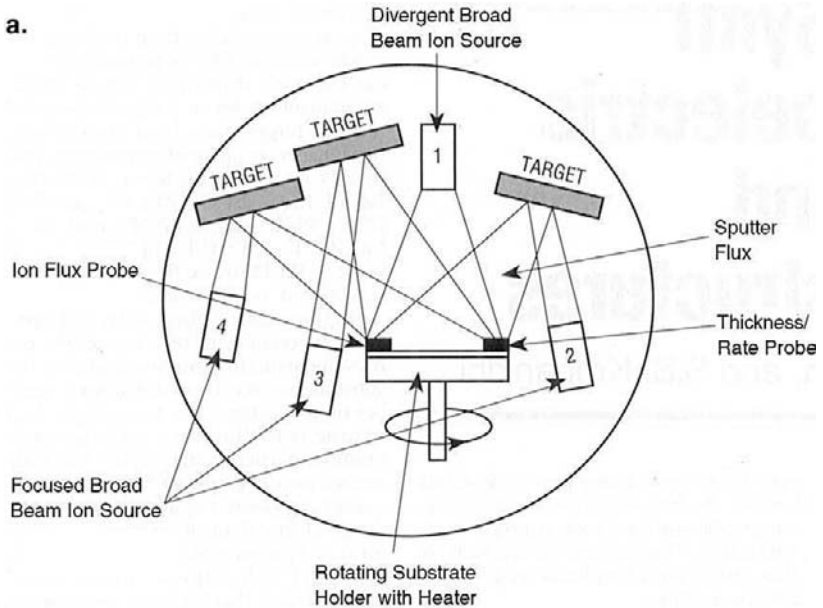 a.
Divergent Broad
Beam Ion Source
TARGET
TARGET
1
TARGET
Ion Flux Probe
Sputter
Flux
4
3
2
Thickness/
Rate Probe
Focused Broad
Beam Ion Source
Rotating Substrate
Holder with Heater